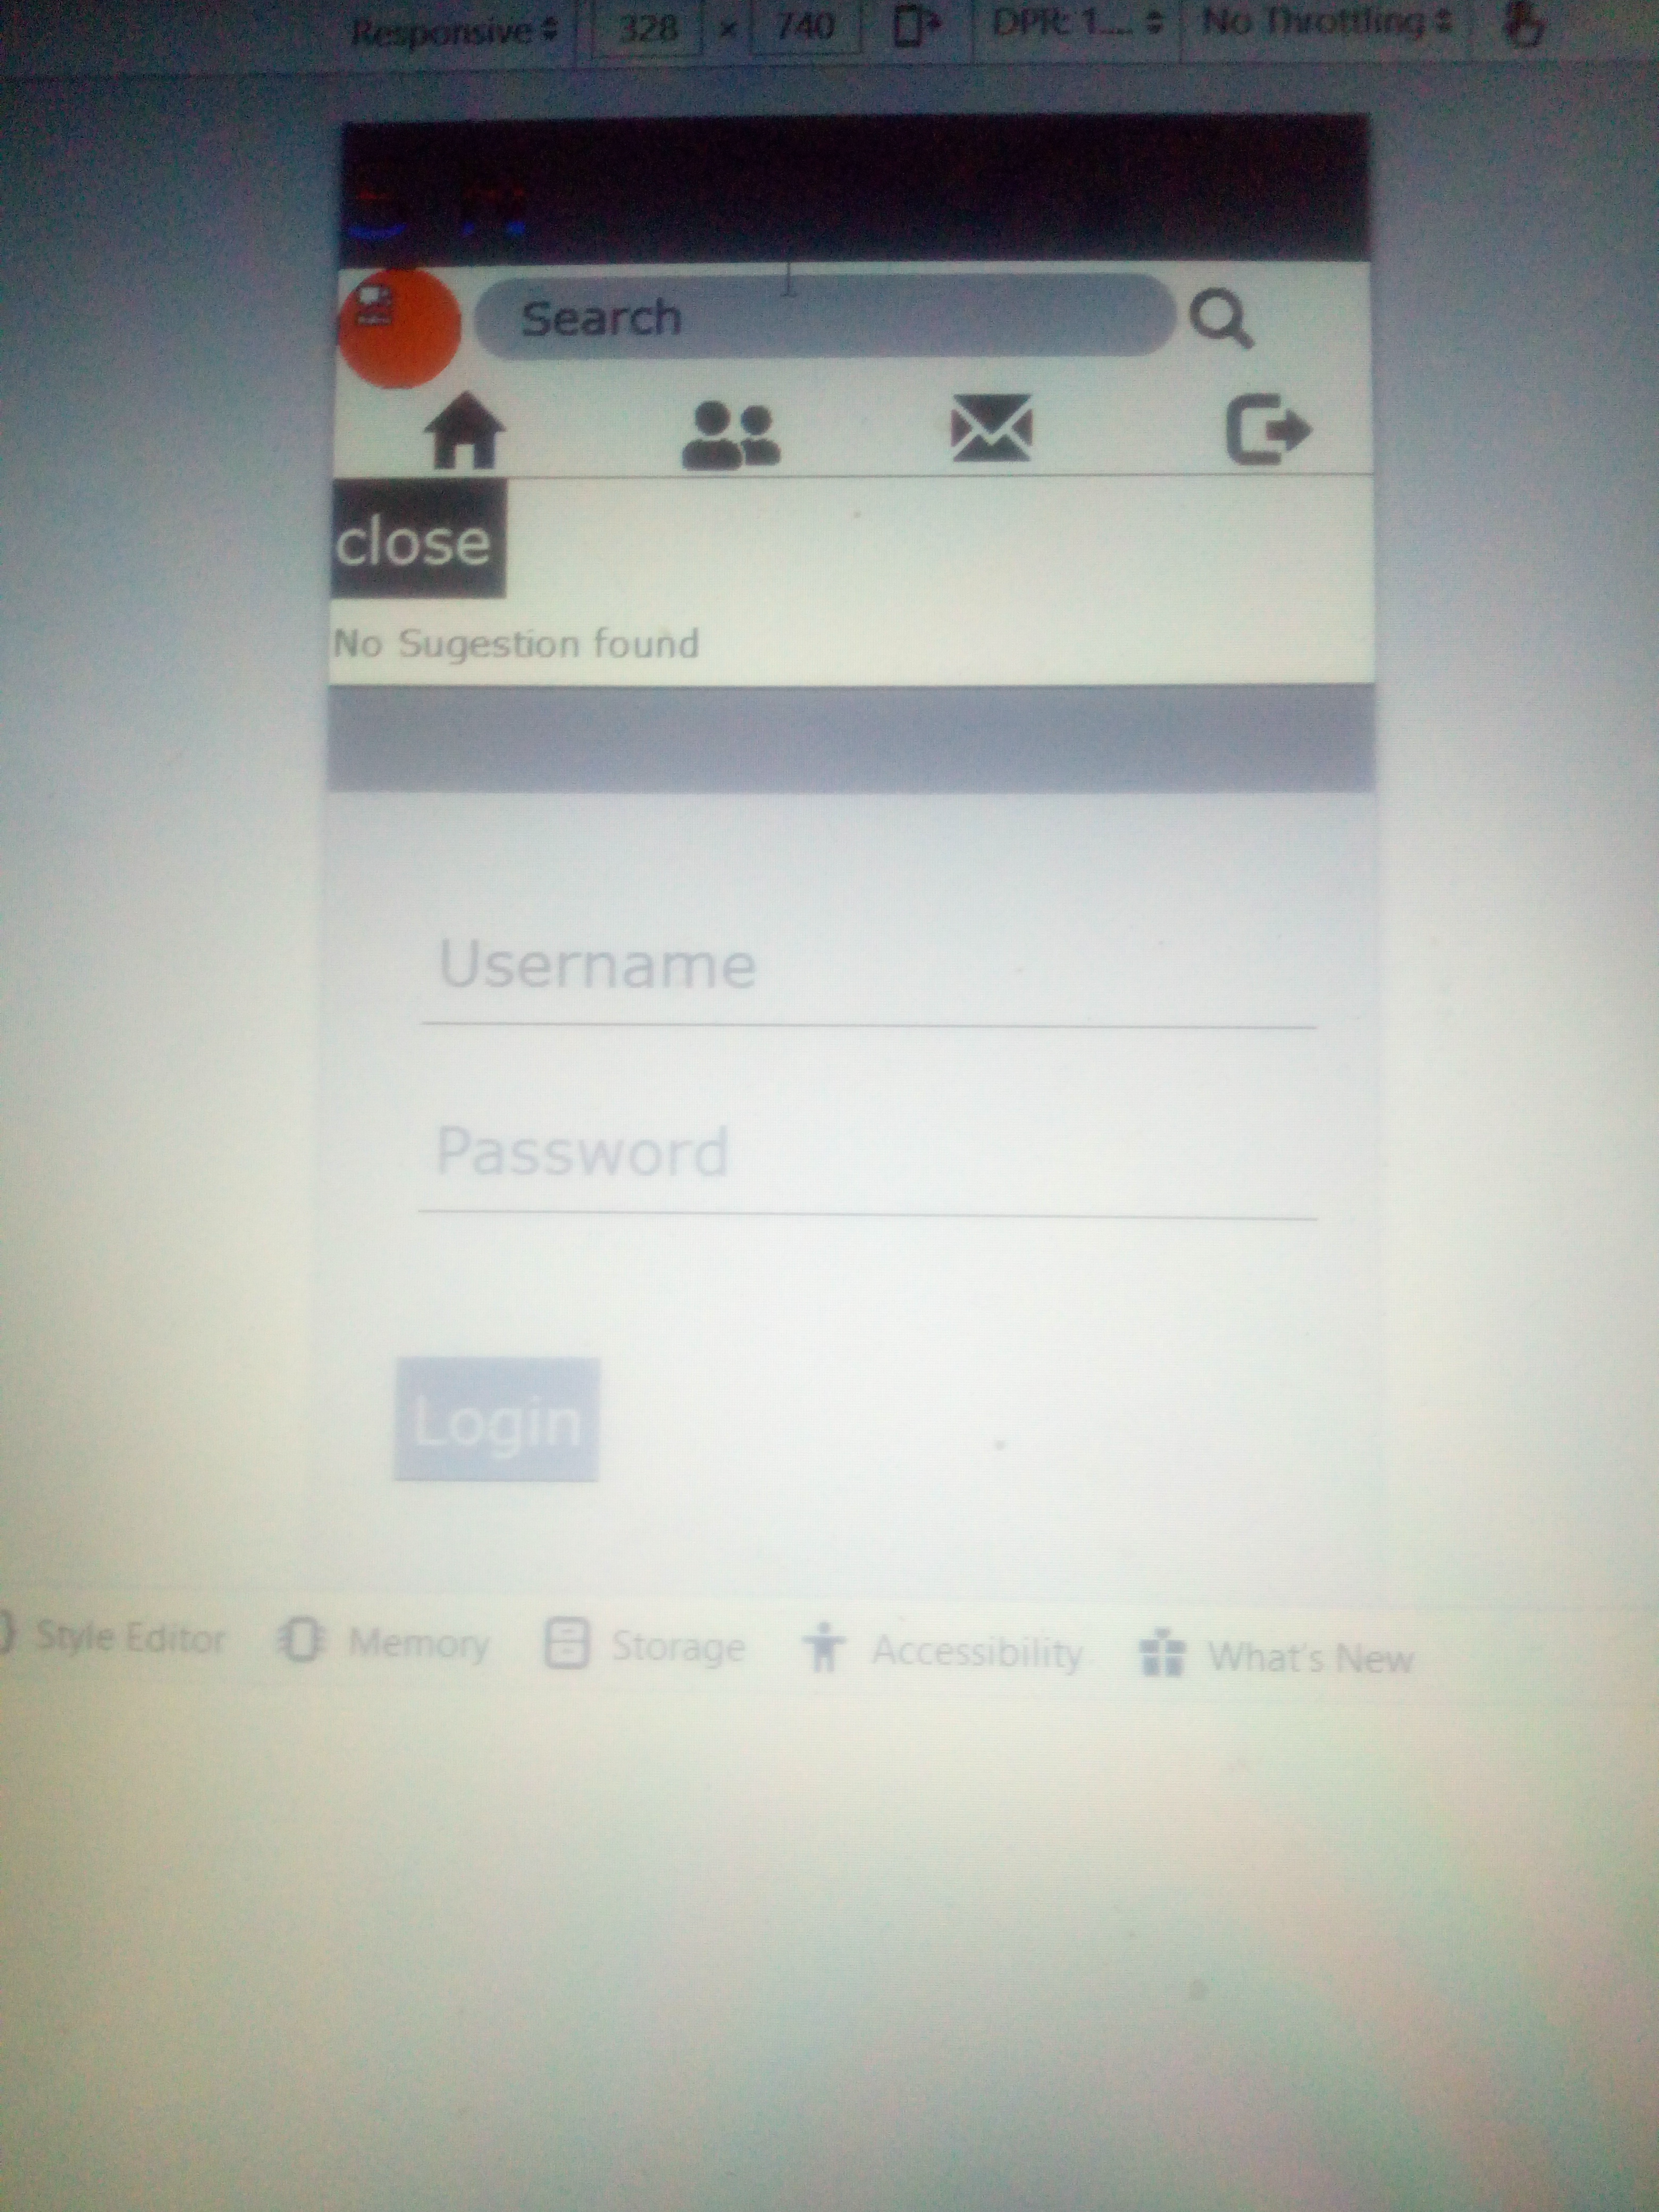 Responsive 328 × 740 DPR: 1... No Throttling
Search
close
No Sugestion found
Username
Password
Login
Style Editor Memory Storage Accessibility What's New